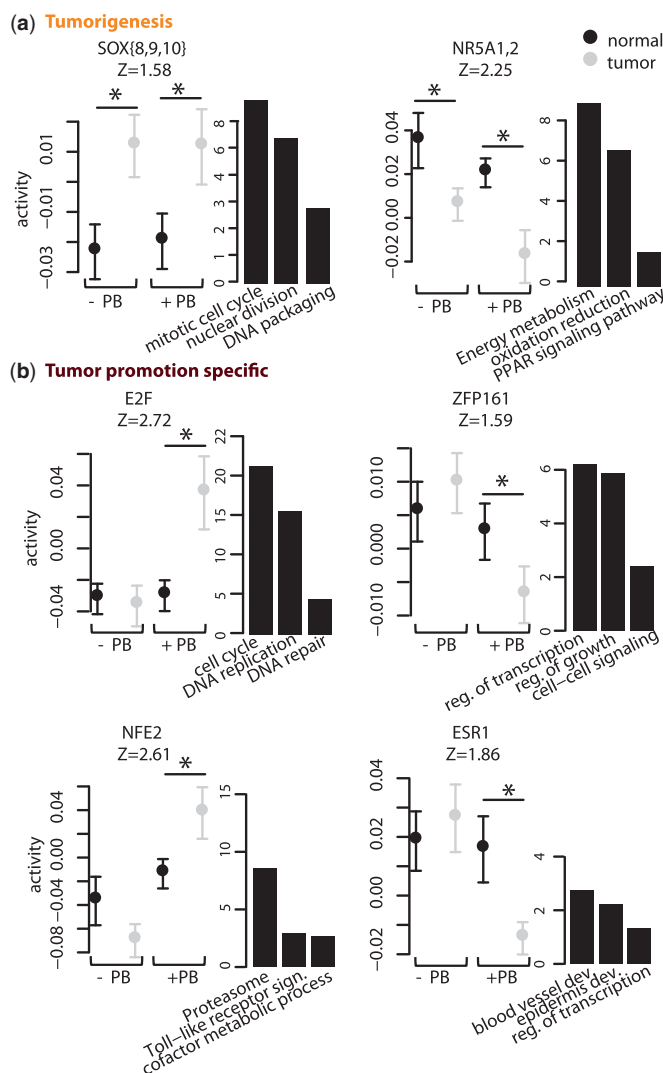 (a) Tumorigenesis
SOX{8,9,10}
Z=1.58
NR5A1,2
Z=2.25
normal
tumor
activity
0.01
−0.01
−0.03
*
*
- PB
+ PB
8
6
4
2
0
mitotic cell cycle
nuclear division
DNA packaging
0.04
0.02
0.00
−0.02
*
*
- PB
+ PB
8
6
4
2
0
Energy metabolism
oxidation reduction
PPAR signaling pathway
(b) Tumor promotion specific
E2F
Z=2.72
activity
0.04
0.00
−0.04
*
- PB
+ PB
22
20
15
10
5
0
cell cycle
DNA replication
DNA repair
ZFP161
Z=1.59
0.010
0.000
−0.010
*
- PB
+ PB
6
4
2
0
reg. of transcription
reg. of growth
cell−cell signaling
NFE2
Z=2.61
activity
0.04
0.00
−0.04
−0.08
*
- PB
+PB
15
10
5
0
Proteasome
Toll−like receptor sign.
cofactor metabolic process
ESR1
Z=1.86
0.04
0.02
0.00
−0.02
*
- PB
+PB
4
2
0
blood vessel dev.
epidermis dev.
reg. of transcription